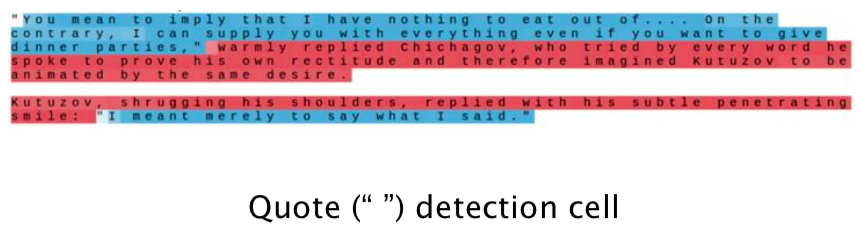 "You mean to imply that I have nothing to eat out of.... On the
contrary, I can supply you with everything even if you want to give
dinner parties," warmly replied Chichagov, who tried by every word he
spoke to prove his own rectitude and therefore imagined Kutuzov to be
animated by the same desire.
Kutuzov, shrugging his shoulders, replied with his subtle penetrating
smile: "I meant merely to say what I said."
Quote (“ ”) detection cell